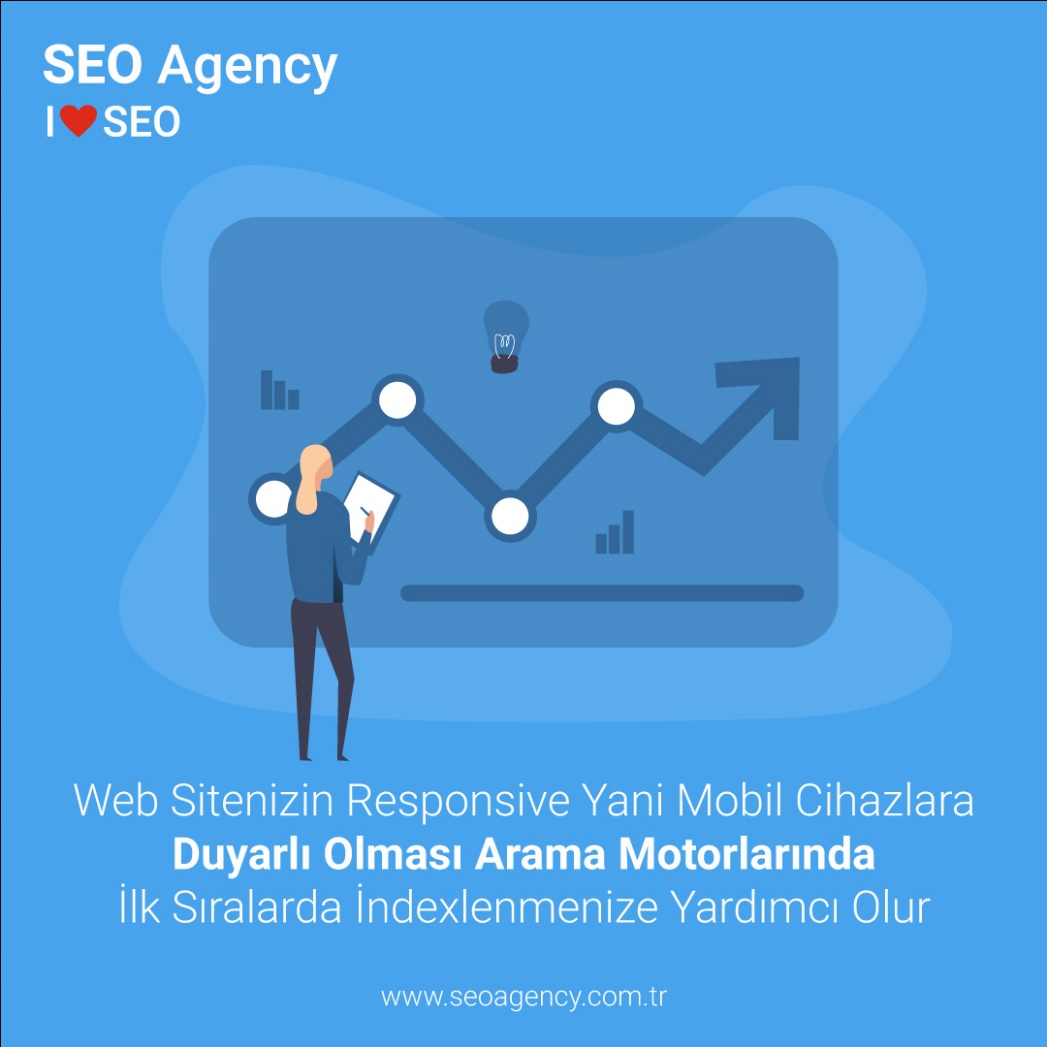 SEO Agency
I ❤ SEO
Web Sitenizin Responsive Yani Mobil Cihazlara
Duyarlı Olması Arama Motorlarında
İlk Sıralarda İndexlenmenize Yardımcı Olur
www.seoagency.com.tr